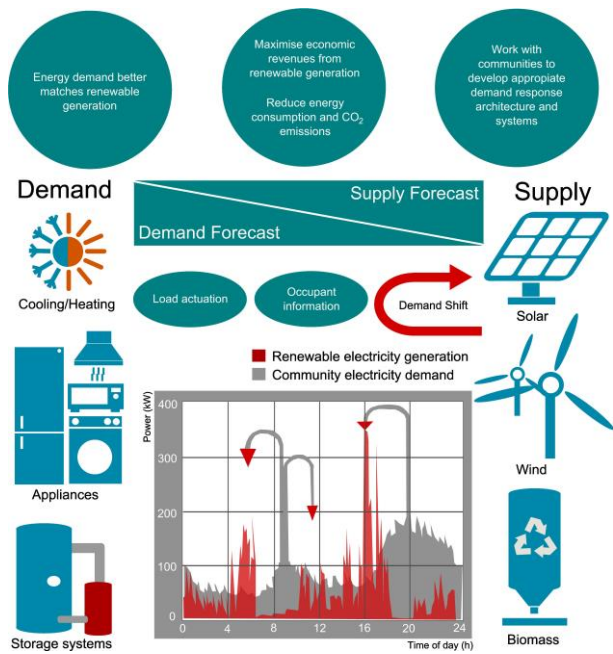 Energy demand better
matches renewable
generation
Maximise economic
revenues from
renewable generation
Reduce energy
consumption and CO₂
emissions
Work with
communities to
develop appropiate
demand response
architecture and
systems
Demand
Supply Forecast
Demand Forecast
Supply
Cooling/Heating
Load actuation
Occupant
information
Demand Shift
Solar
Renewable electricity generation
Community electricity demand
Appliances
Power (kW)
400
300
200
100
0
0
4
8
12
16
20
24
Time of day (h)
Wind
Storage systems
Biomass